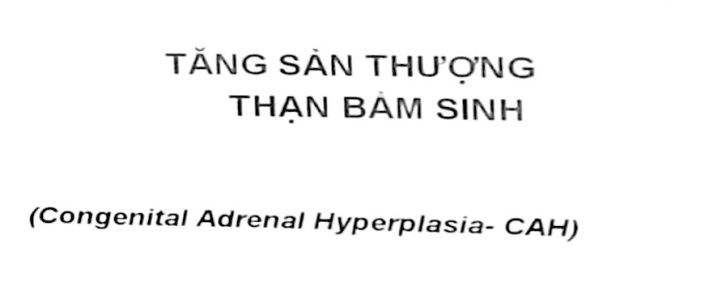 TĂNG SẢN THƯỢNG
THẬN BẨM SINH
(Congenital Adrenal Hyperplasia- CAH)